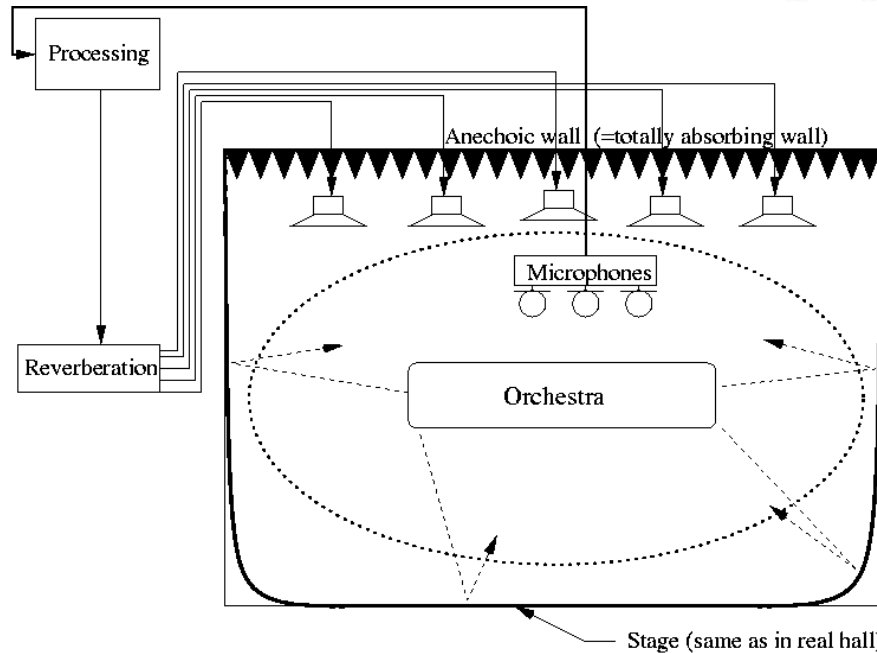 Processing
Anechoic wall (=totally absorbing wall)
Microphones
Reverberation
Orchestra
Stage (same as in real hall)